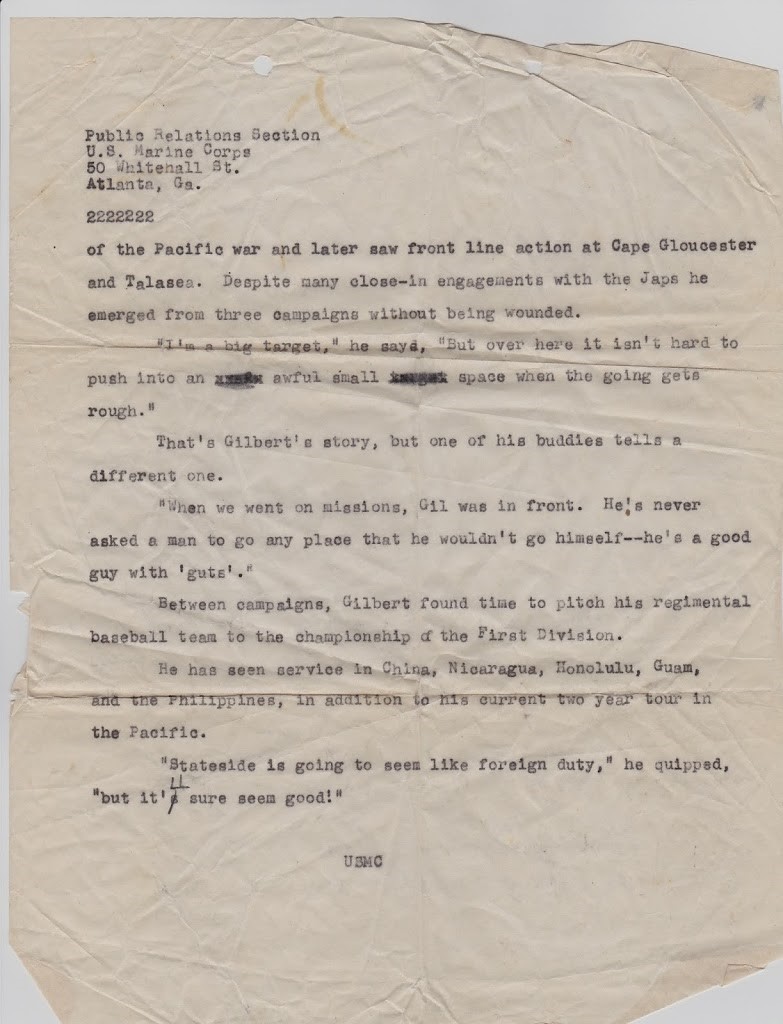 Public Relations Section
U.S. Marine Corps
50 Whitehall St.
Atlanta, Ga.
2222222
of the Pacific war and later saw front line action at Cape Gloucester
and Talasea. Despite many close-in engagements with the Japs he
emerged from three campaigns without being wounded.
"I'm a big target," he says, "But over here it isn't hard to
push into an awful small space when the going gets
rough."
That's Gilbert's story, but one of his buddies tells a
different one.
"When we went on missions, Gil was in front. He's never
asked a man to go any place that he wouldn't go himself--he's a good
guy with 'guts'."
Between campaigns, Gilbert found time to pitch his regimental
baseball team to the championship of the First Division.
He has seen service in China, Nicaragua, Honolulu, Guam,
and the Philippines, in addition to his current two year tour in
the Pacific.
"Stateside is going to seem like foreign duty," he quipped,
"but it'll sure seem good!"
USMC